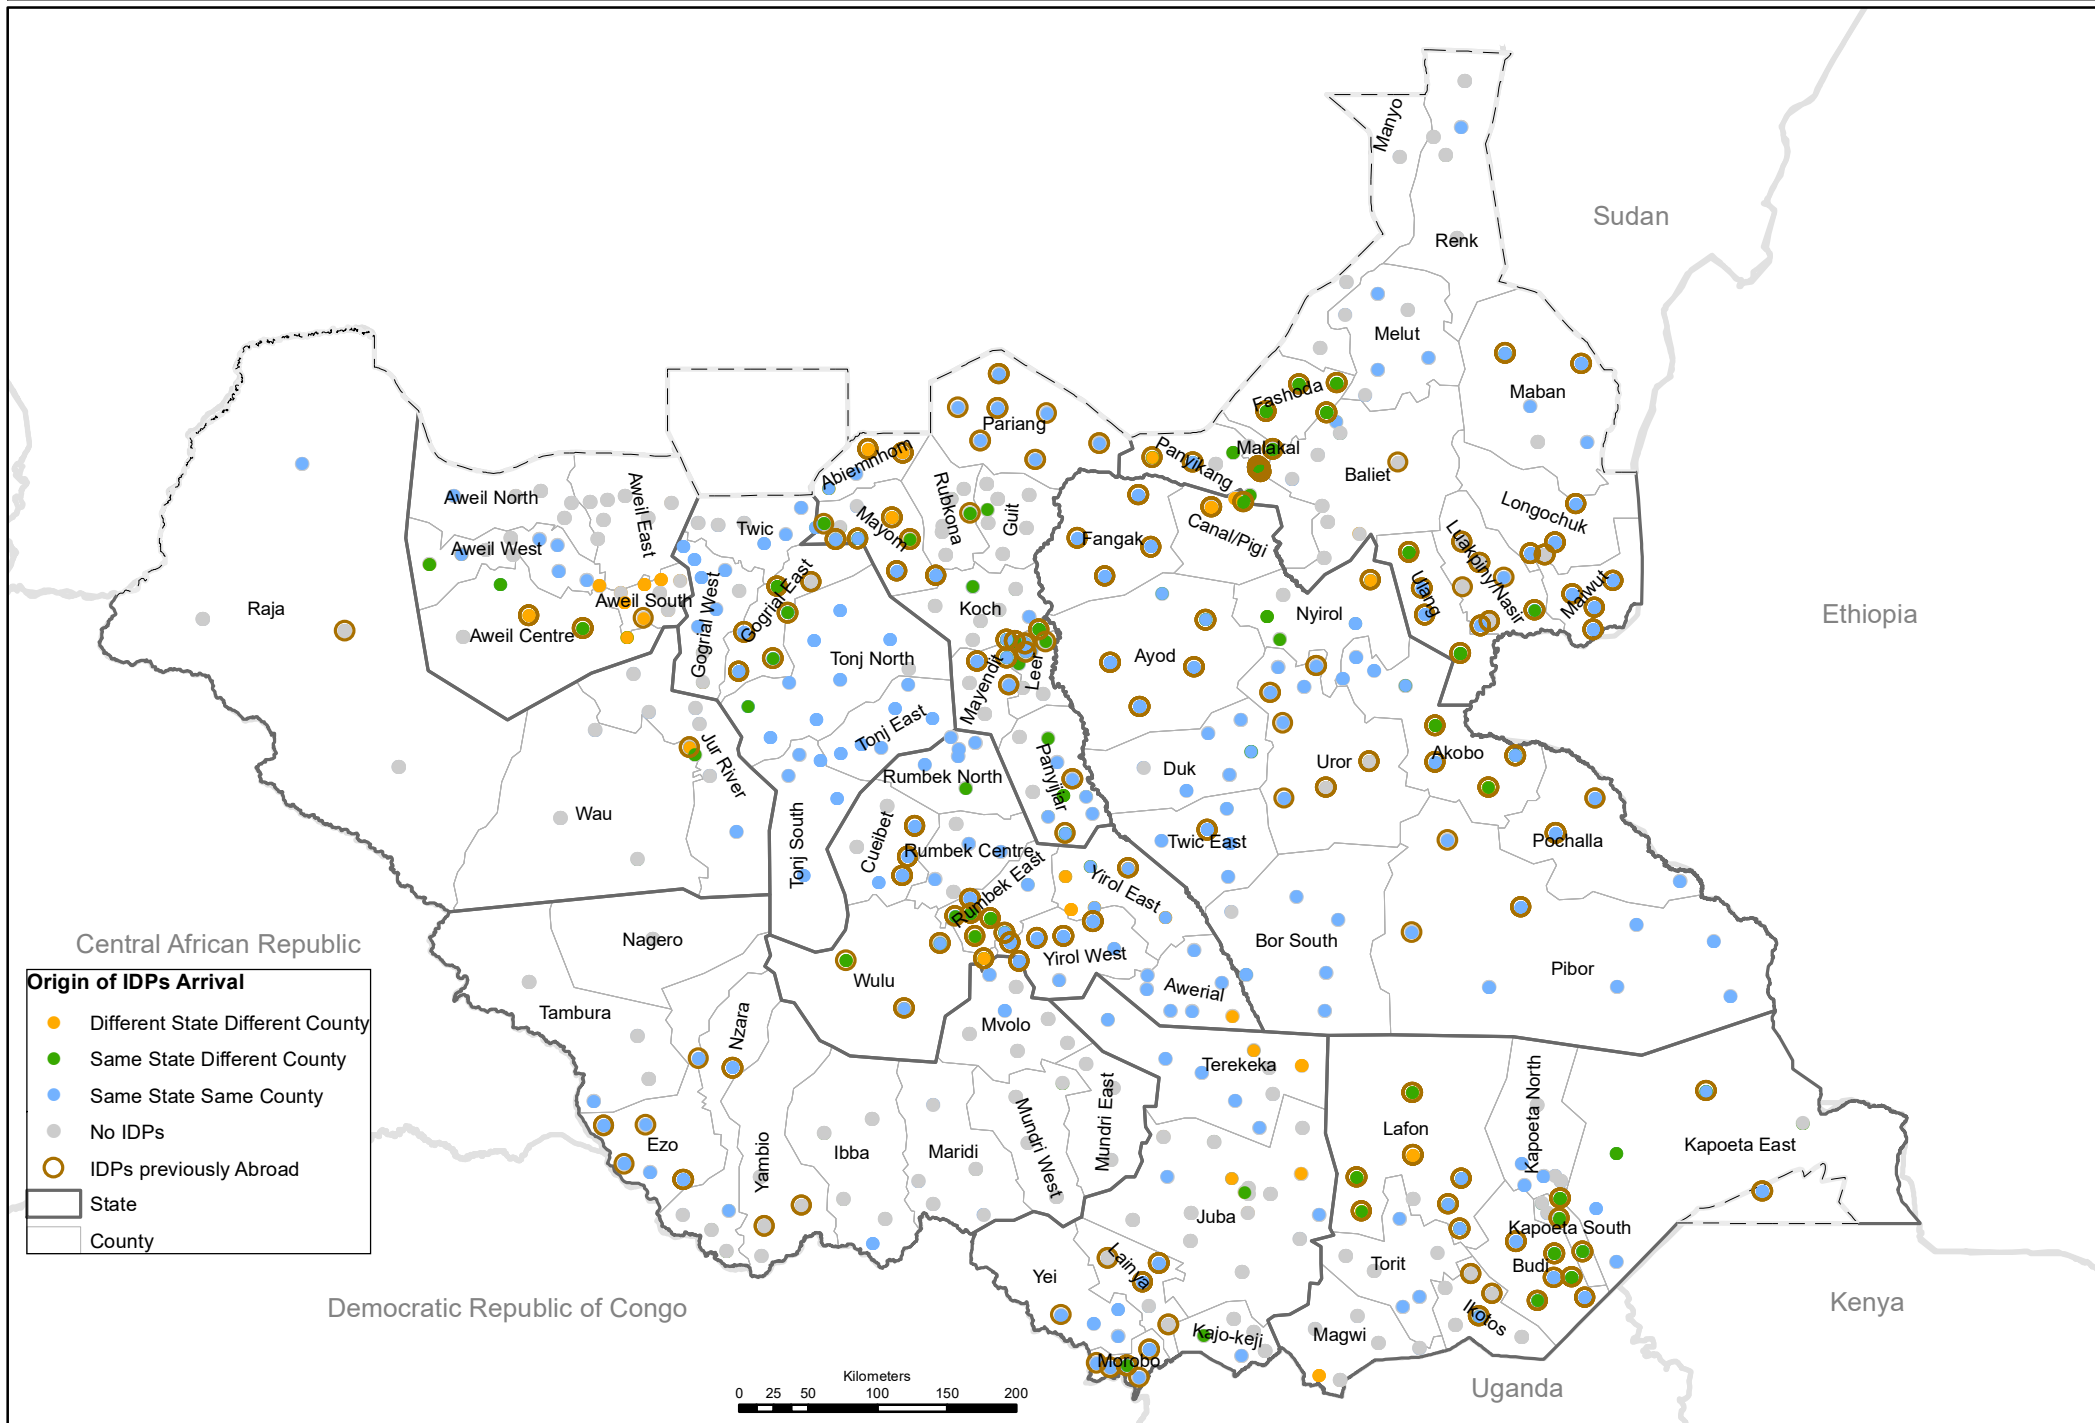 Manyo
Sudan
Renk
Melut
Maban
Fashoda
Pariang
Malakal
Panyikang
Abiemnhom
Baliet
Aweil North
Aweil East
Rubkona
Guit
Longochuk
Twic
Mayom
Canal/Pigi
Fangak
Luakpiny/Nasir
Aweil West
Ulang
Maiwut
Raja
Aweil South
Gogrial West
Gogrial East
Koch
Nyirol
Ethiopia
Aweil Centre
Tonj North
Mayendit
Leer
Ayod
Tonj East
Jur River
Rumbek North
Panyijiar
Duk
Uror
Akobo
Wau
Tonj South
Cueibet
Rumbek Centre
Twic East
Pochalla
Rumbek East
Yirol East
Central African Republic
Nagero
Bor South
Yirol West
Pibor
Wulu
Awerial
Origin of IDPs Arrival
Different State Different County
Same State Different County
Same State Same County
No IDPs
IDPs previously Abroad
State
County
Tambura
Nzara
Mvolo
Terekeka
Kapoeta North
Lafon
Kapoeta East
Ezo
Yambio
Ibba
Maridi
Mundri West
Mundri East
Juba
Kapoeta South
Lainya
Yei
Torit
Budi
Ikotos
Democratic Republic of Congo
Kenya
Kajo-keji
Magwi
Morobo
Uganda
Kilometers
0 25 50 100 150 200